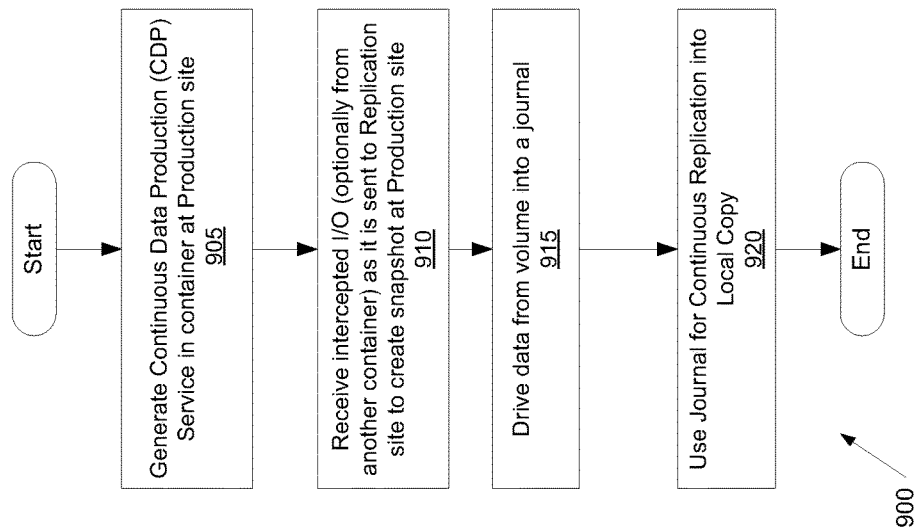 Start
Generate Continuous Data Production (CDP)
Service in container at Production site
905
Receive intercepted I/O (optionally from
another container) as it is sent to Replication
site to create snapshot at Production site
910
Drive data from volume into a journal
915
Use Journal for Continuous Replication into
Local Copy
920
End
900